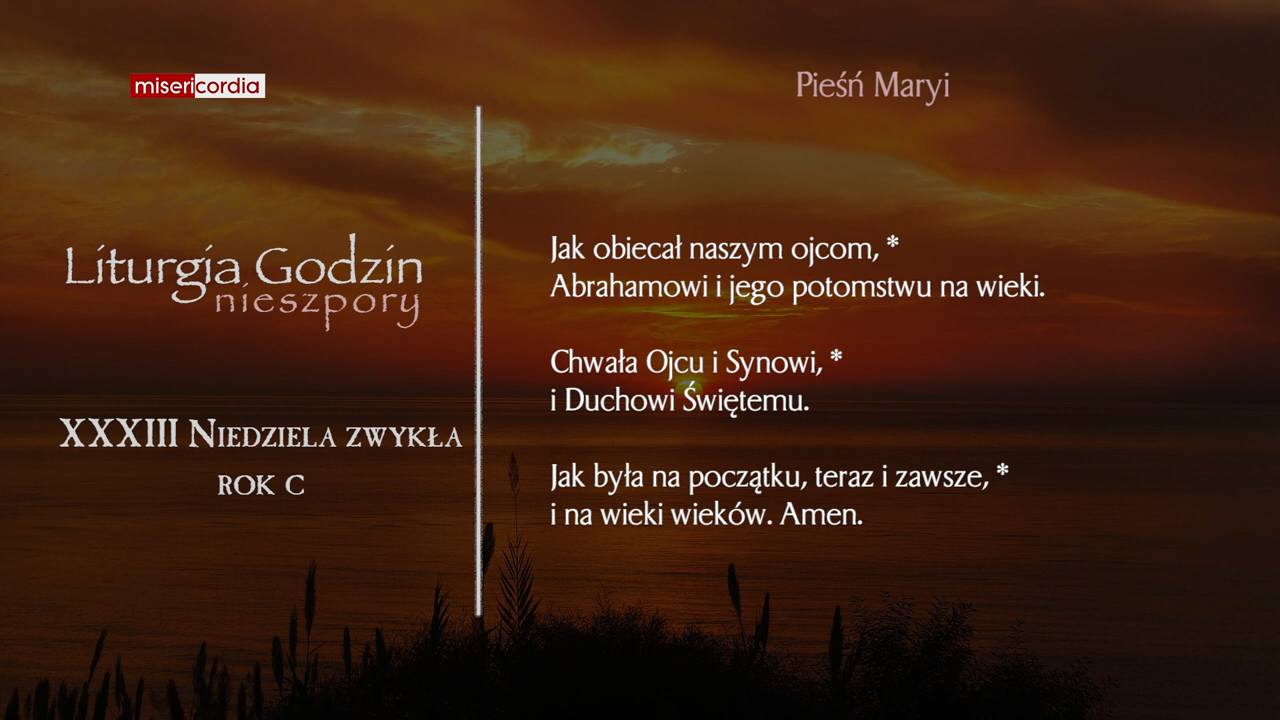 misericordia
Pieśń Maryi
Liturgia Godzin
nieszpory
XXXIII Niedziela zwykła
rok C
Jak obiecał naszym ojcom, *
Abrahamowi i jego potomstwu na wieki.
Chwała Ojcu i Synowi, *
i Duchowi Świętemu.
Jak była na początku, teraz i zawsze, *
i na wieki wieków. Amen.